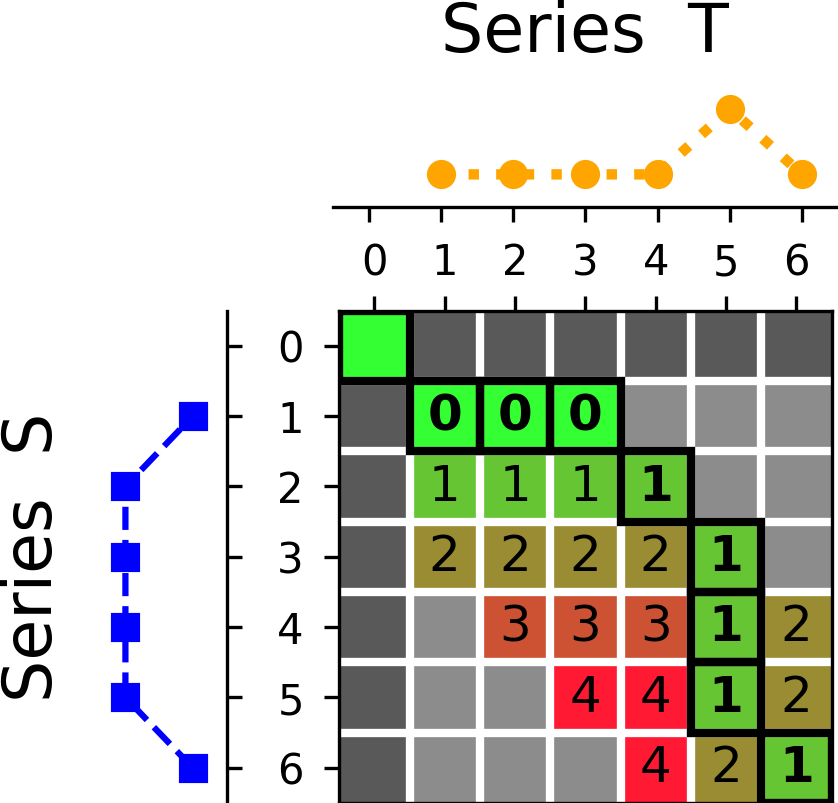 Series T
0 1 2 3 4 5 6
Series S
0
1 0 0 0
2 1 1 1 1
3 2 2 2 2 1
4 3 3 3 1 2
5 4 4 1 2
6 4 2 1